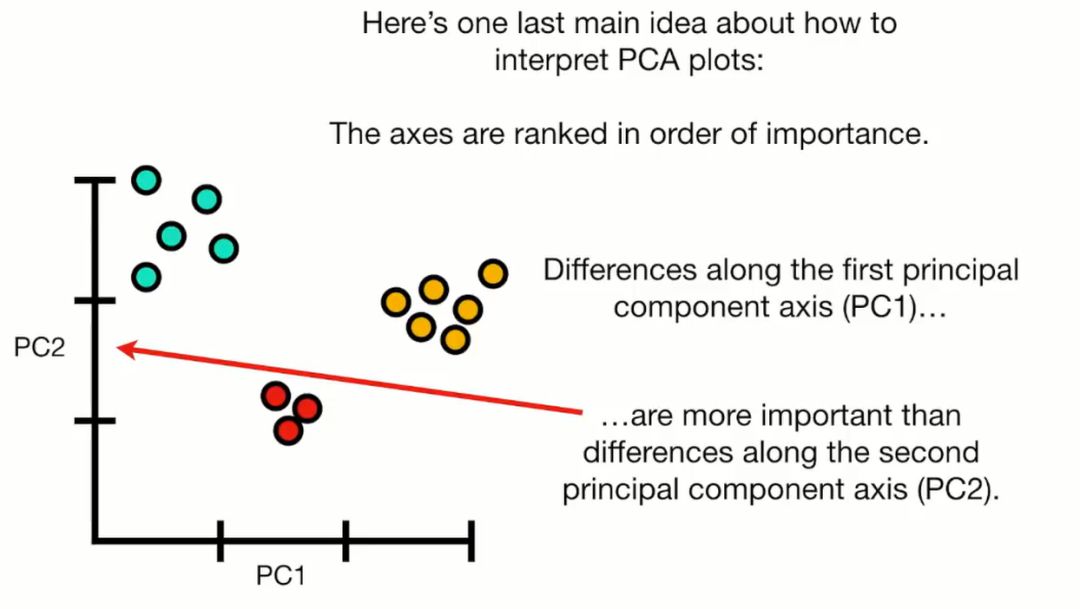 Here’s one last main idea about how to
interpret PCA plots:
The axes are ranked in order of importance.
Differences along the first principal
component axis (PC1)…
PC2
…are more important than
differences along the second
principal component axis (PC2).
PC1